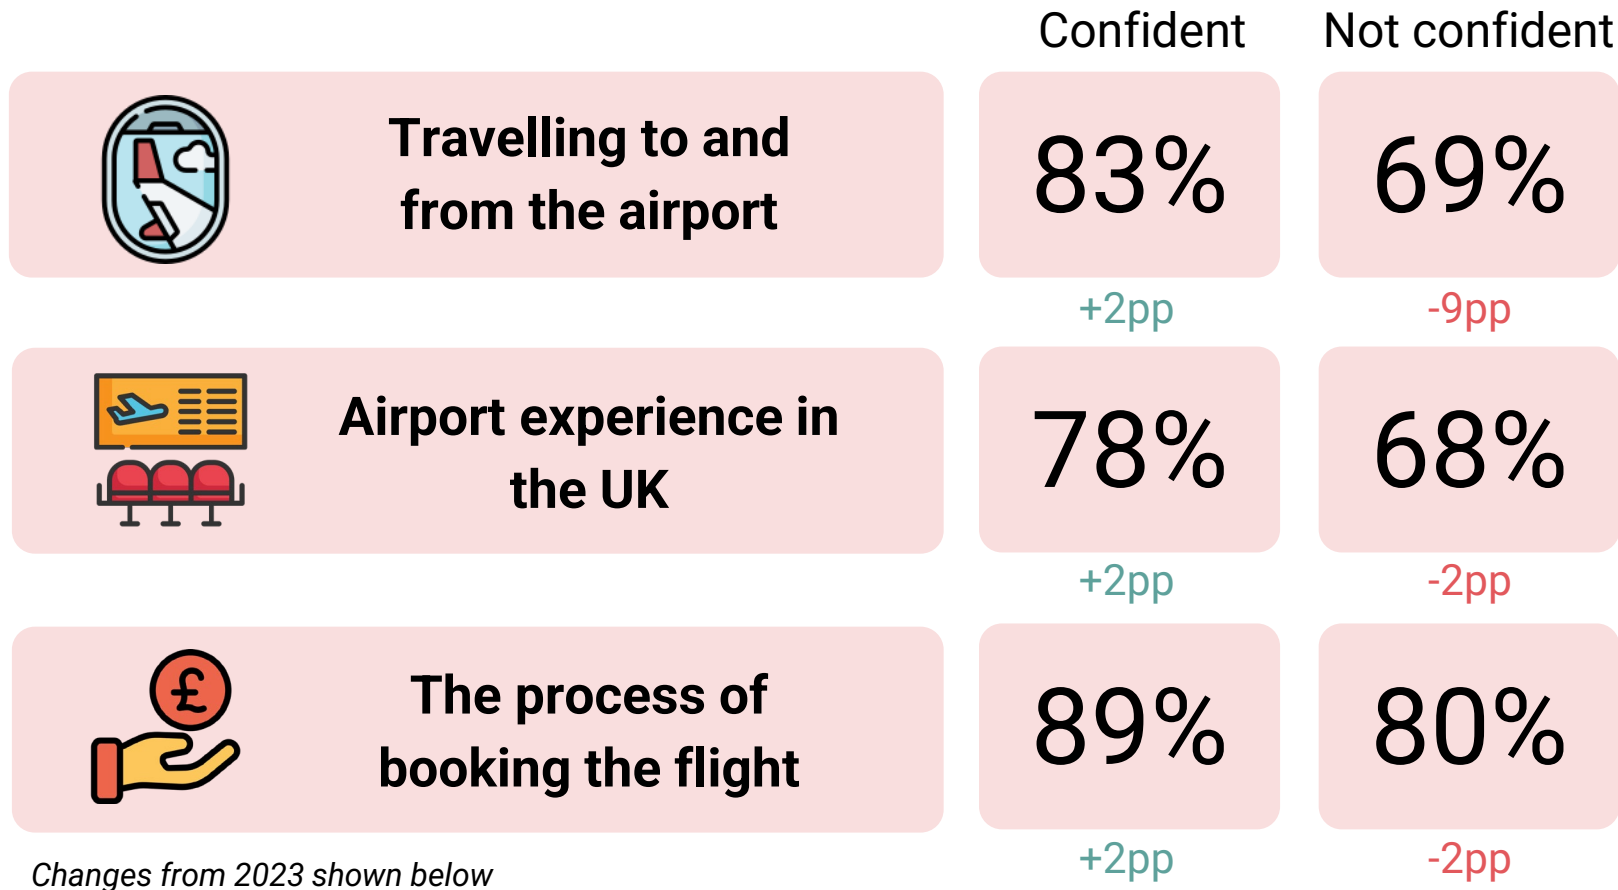 Confident Not confident
Travelling to and
from the airport
83% 69%
+2pp -9pp
Airport experience in
the UK
78% 68%
+2pp -2pp
£
The process of
booking the flight
89% 80%
+2pp -2pp
Changes from 2023 shown below